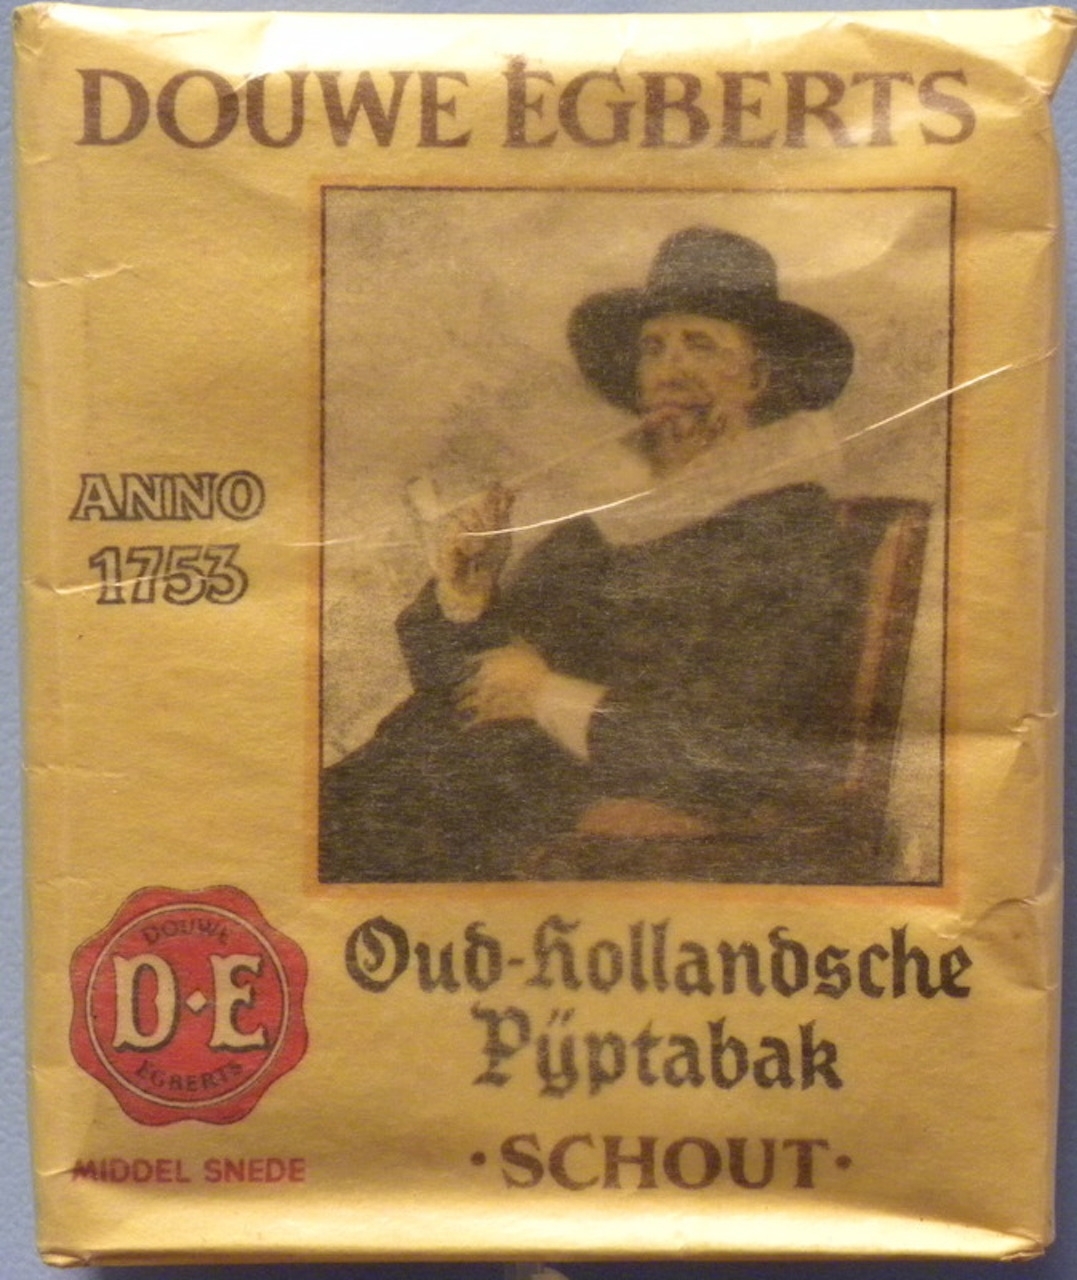 DOUWE EGBERTS
ANNO
1753
DOUWE
D·E
EGBERTS
Oud-Hollandsche
Pÿptabak
·SCHOUT·
MIDDEL SNEDE